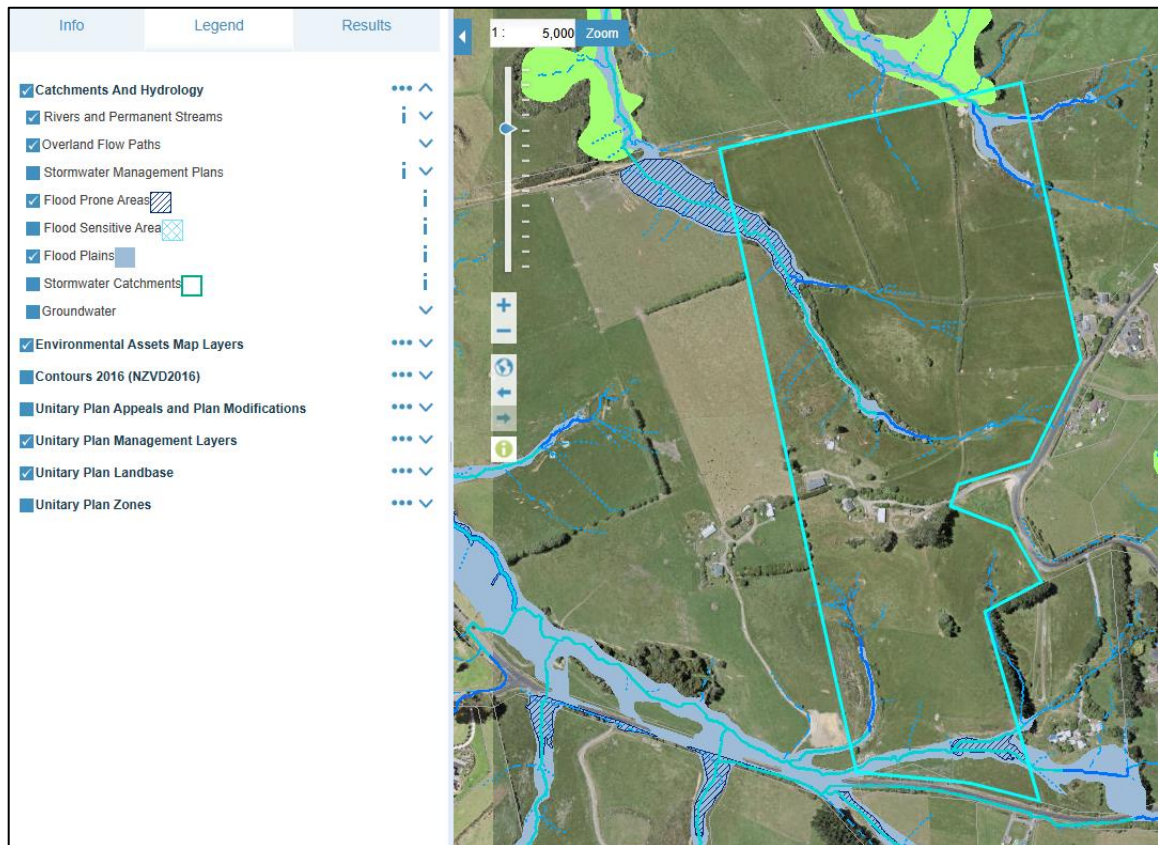 Info Legend Results
1 : 5,000 Zoom
Catchments And Hydrology
Rivers and Permanent Streams
Overland Flow Paths
Stormwater Management Plans
Flood Prone Areas
Flood Sensitive Area
Flood Plains
Stormwater Catchments
Groundwater
Environmental Assets Map Layers
Contours 2016 (NZVD2016)
Unitary Plan Appeals and Plan Modifications
Unitary Plan Management Layers
Unitary Plan Landbase
Unitary Plan Zones